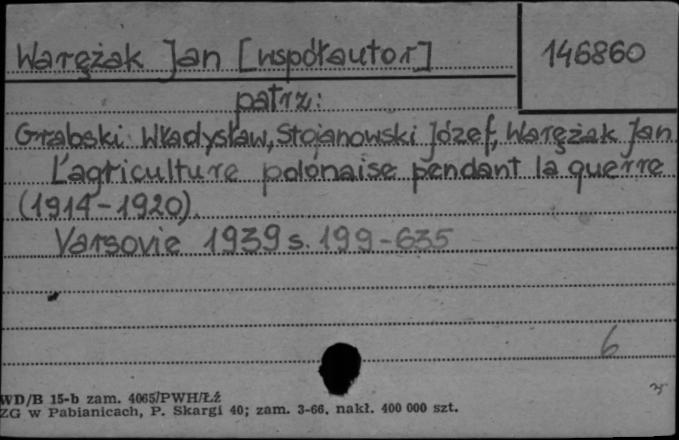 Waręžak Jan [współautor]
146860
patrz:
Grabski Władysław, Stojanowski Józef, Waręžak Jan
L'agriculture polonaise pendant la guerre
(1914-1920).
Varsovie 1939 s. 199-635
6
WD/B 15-b zam. 4065/PWH/Łź
ZG w Pabianicach, P. Skargi 40; zam. 3-66. nakł. 400 000 szt.